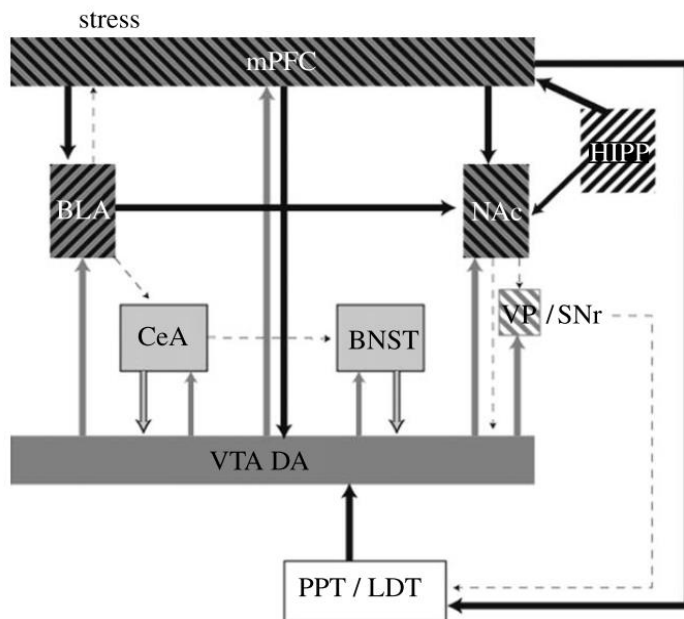 stress
mPFC
HIPP
BLA
NAc
VP / SNr
CeA
BNST
VTA DA
PPT / LDT